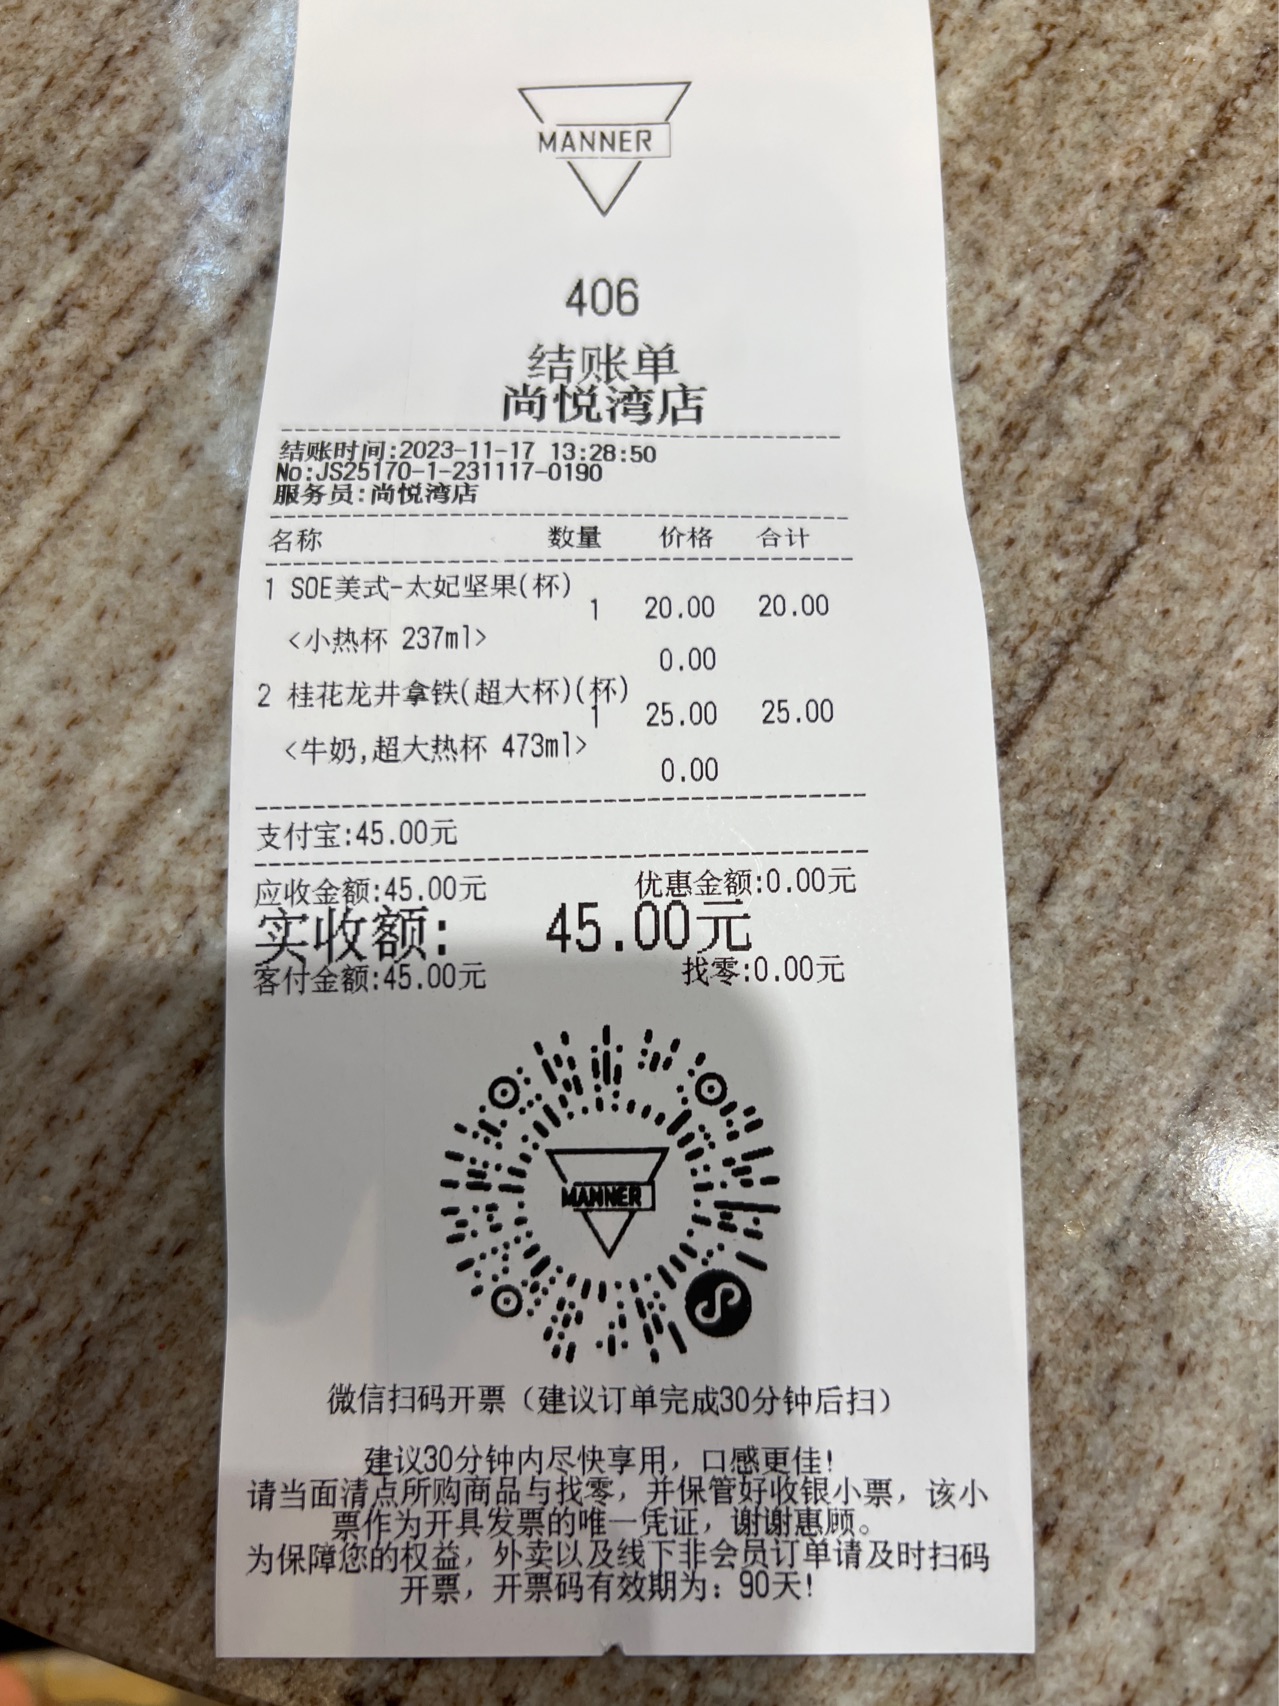 MANNER
406
结账单
尚悦湾店
结账时间:2023-11-17 13:28:50
No:JS25170-1-231117-0190
服务员:尚悦湾店
名称 数量 价格 合计
1 SOE美式-太妃坚果(杯)
1 20.00 20.00
<小热杯 237ml>
0.00
2 桂花龙井拿铁(超大杯)(杯)
1 25.00 25.00
<牛奶,超大热杯 473ml>
0.00
支付宝:45.00元
应收金额:45.00元 优惠金额:0.00元
实收额: 45.00元
客付金额:45.00元 找零:0.00元
MANNER
微信扫码开票（建议订单完成30分钟后扫）
建议30分钟内尽快享用，口感更佳!
请当面清点所购商品与找零，并保管好收银小票，该小
票作为开具发票的唯一凭证，谢谢惠顾。
为保障您的权益，外卖以及线下非会员订单请及时扫码
开票，开票码有效期为：90天!